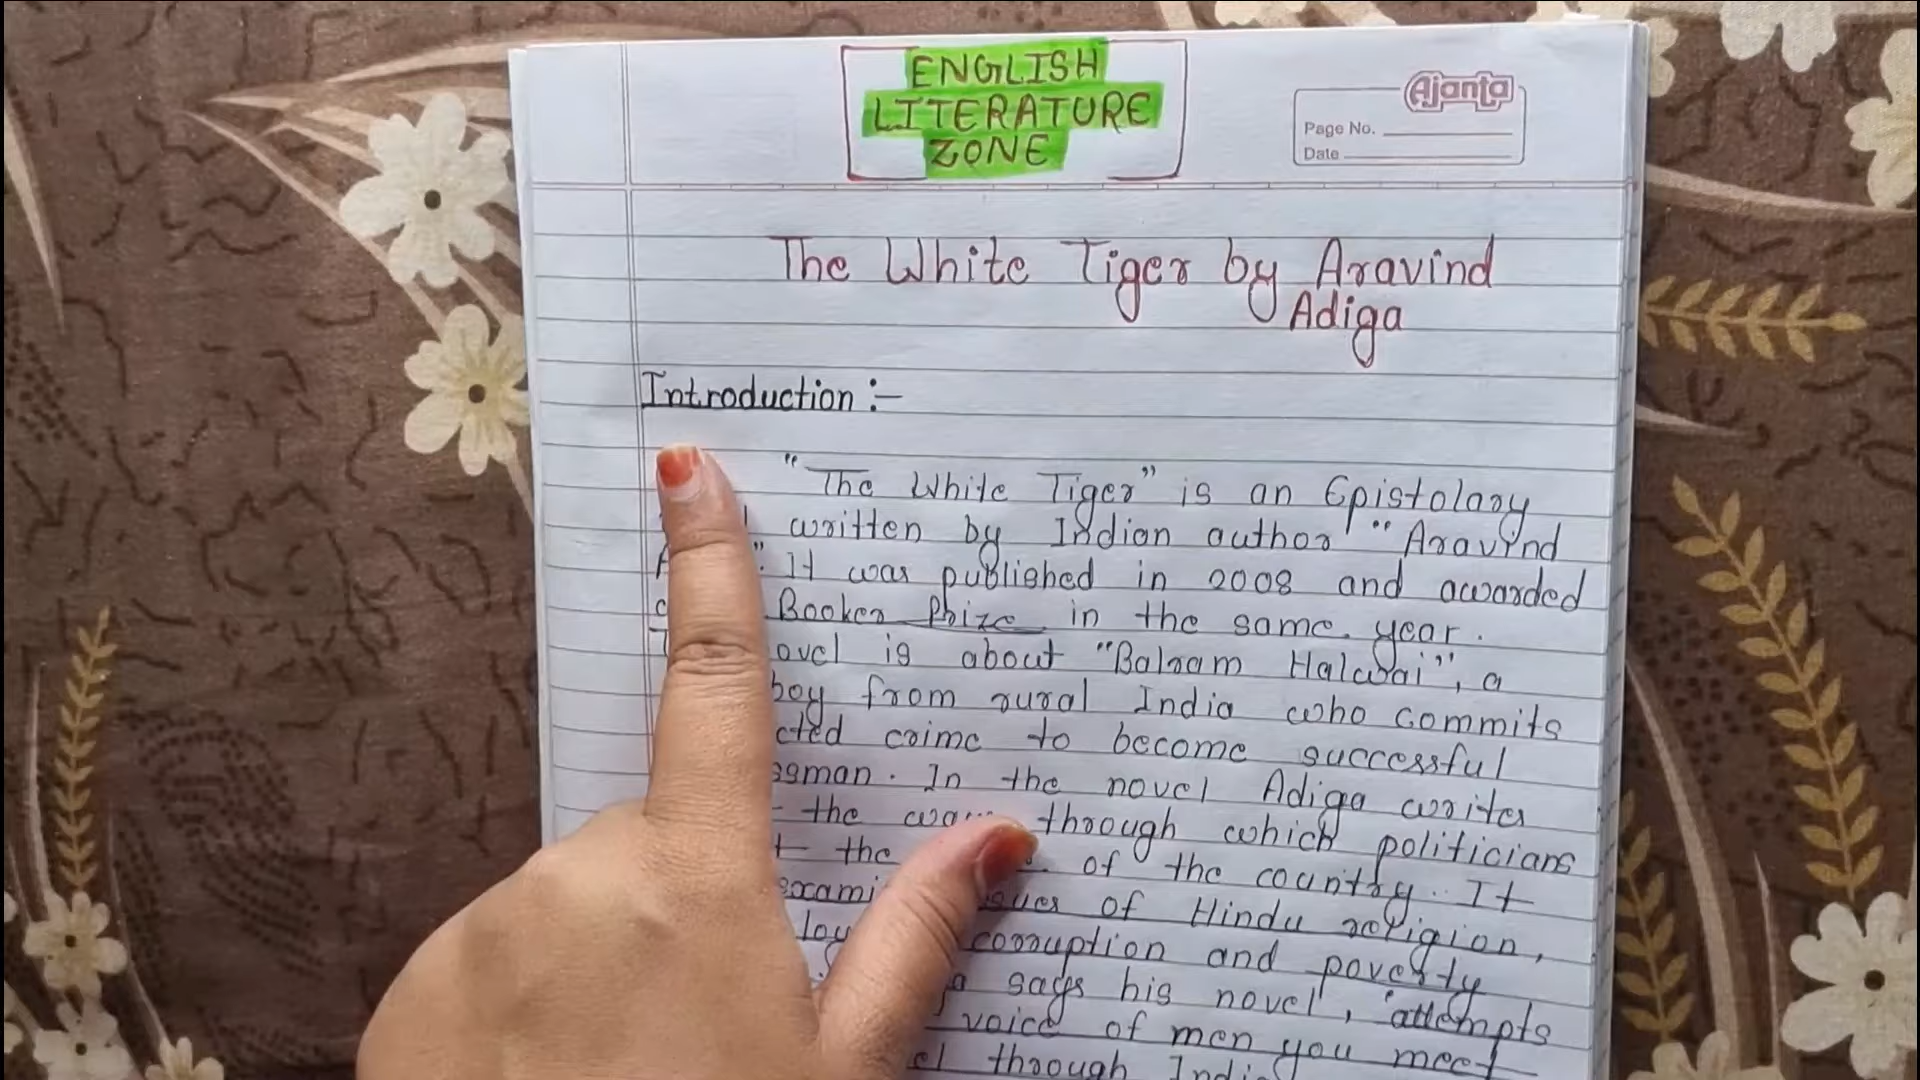 ENGLISH
LITERATURE
ZONE
Ajanta
Page No.
Date
The White Tiger by Aravind
Adiga
Introduction :-
"The White Tiger" is an Epistolary
written by Indian author "Aravind
". It was published in 2008 and awarded
Booker Prize in the same year.
is about "Balram Halwai", a
boy from rural India who commits
crime to become successful
. In the novel Adiga writes
the through which politicians
the of the country. It
of Hindu religion,
corruption and poverty
says his novel, "attempts
voice of men you meet
through